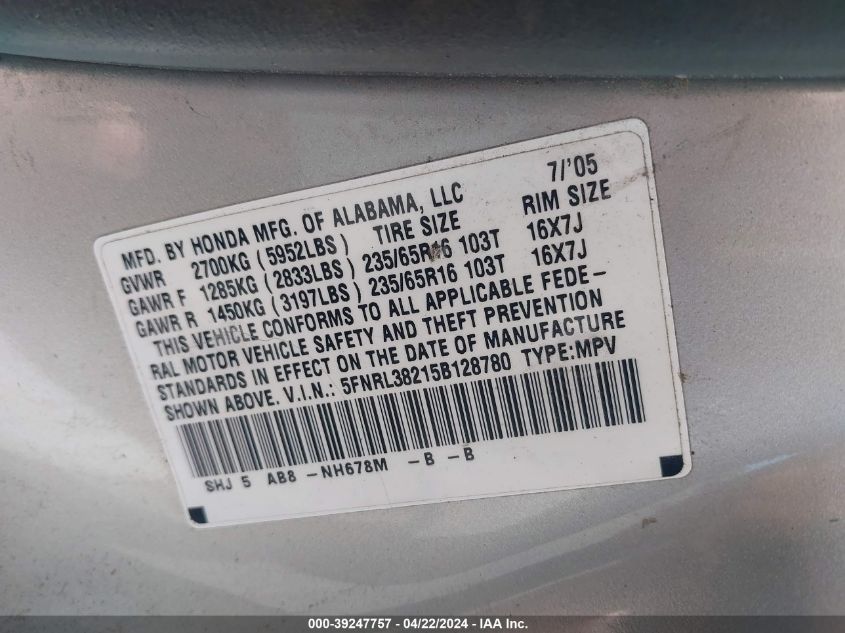 7/'05
MFD. BY HONDA MFG. OF ALABAMA, LLC
TIRE SIZE RIM SIZE
GVWR 2700KG (5952LBS)
GAWR F 1285KG (2833LBS) 235/65R16 103T 16X7J
GAWR R 1450KG (3197LBS) 235/65R16 103T 16X7J
THIS VEHICLE CONFORMS TO ALL APPLICABLE FEDE-
RAL MOTOR VEHICLE SAFETY AND THEFT PREVENTION
STANDARDS IN EFFECT ON THE DATE OF MANUFACTURE
SHOWN ABOVE. V.I.N.: 5FNRL38215B128780 TYPE:MPV
SHJ 5 AB8 -NH678M -B -B
000-39247757 - 04/22/2024 - IAA Inc.